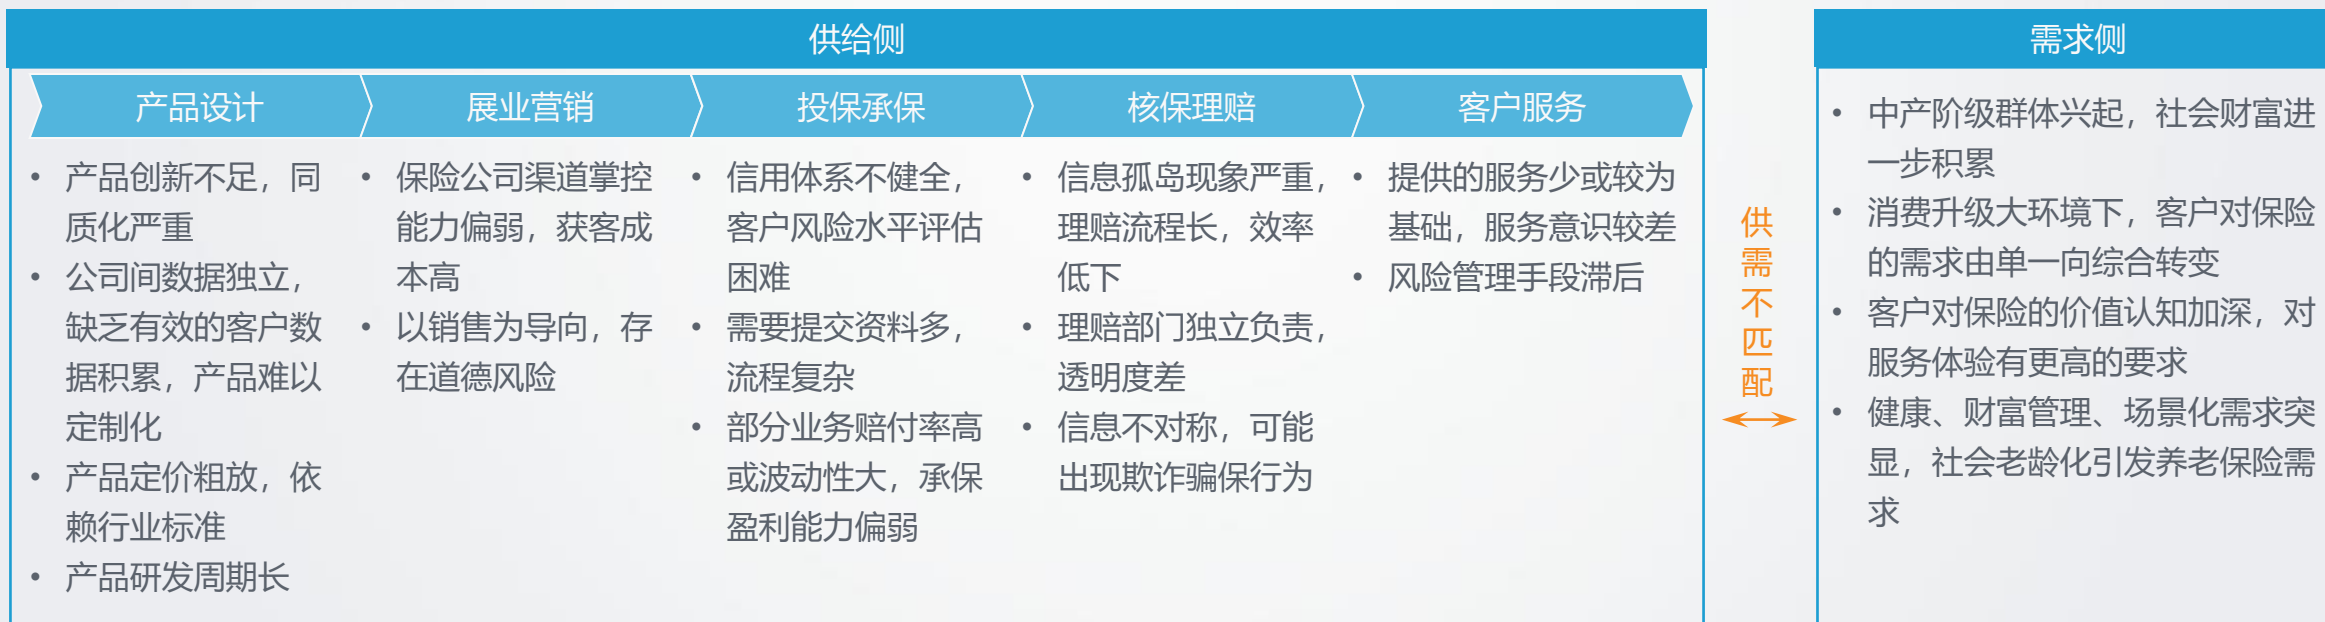 供给侧
产品设计
展业营销
投保承保
核保理赔
客户服务
• 产品创新不足，同
质化严重
• 公司间数据独立，
缺乏有效的客户数
据积累，产品难以
定制化
• 产品定价粗放，依
赖行业标准
• 产品研发周期长
• 保险公司渠道掌控
能力偏弱，获客成
本高
• 以销售为导向，存
在道德风险
• 信用体系不健全，
客户风险水平评估
困难
• 需要提交资料多，
流程复杂
• 部分业务赔付率高
或波动性大，承保
盈利能力偏弱
• 信息孤岛现象严重，
理赔流程长，效率
低下
• 理赔部门独立负责，
透明度差
• 信息不对称，可能
出现欺诈骗保行为
• 提供的服务少或较为
基础，服务意识较差
• 风险管理手段滞后
供
需
不
匹
配
需求侧
• 中产阶级群体兴起，社会财富进
一步积累
• 消费升级大环境下，客户对保险
的需求由单一向综合转变
• 客户对保险的价值认知加深，对
服务体验有更高的要求
• 健康、财富管理、场景化需求突
显，社会老龄化引发养老保险需
求